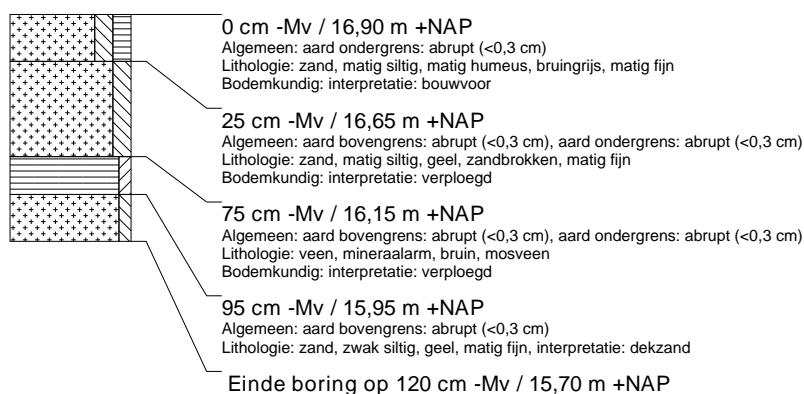 0 cm -Mv / 16,90 m +NAP
Algemeen: aard ondergrens: abrupt (<0,3 cm)
Lithologie: zand, matig siltig, matig humeus, bruingrijs, matig fijn
Bodemkundig: interpretatie: bouwvoor
25 cm -Mv / 16,65 m +NAP
Algemeen: aard bovengrens: abrupt (<0,3 cm), aard ondergrens: abrupt (<0,3 cm)
Lithologie: zand, matig siltig, geel, zandbrokken, matig fijn
Bodemkundig: interpretatie: verploegd
75 cm -Mv / 16,15 m +NAP
Algemeen: aard bovengrens: abrupt (<0,3 cm), aard ondergrens: abrupt (<0,3 cm)
Lithologie: veen, mineraalarm, bruin, mosveen
Bodemkundig: interpretatie: verploegd
95 cm -Mv / 15,95 m +NAP
Algemeen: aard bovengrens: abrupt (<0,3 cm)
Lithologie: zand, zwak siltig, geel, matig fijn, interpretatie: dekzand
Einde boring op 120 cm -Mv / 15,70 m +NAP